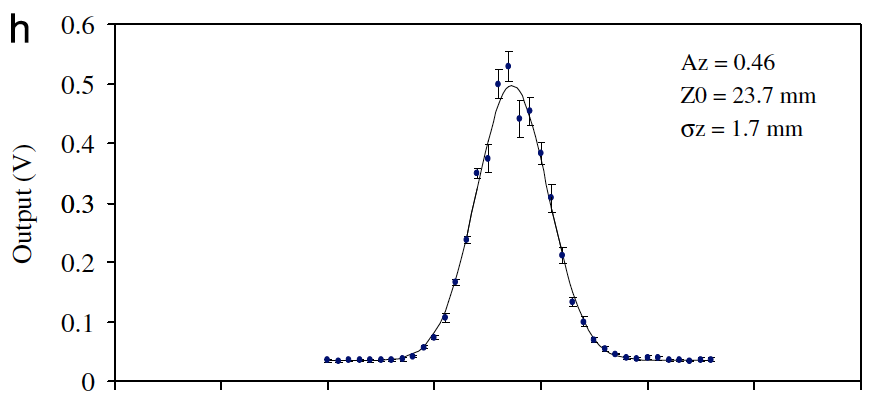 h
0.6
0.5
0.4
0.3
0.2
0.1
0
Output (V)
Az = 0.46
Z0 = 23.7 mm
σz = 1.7 mm